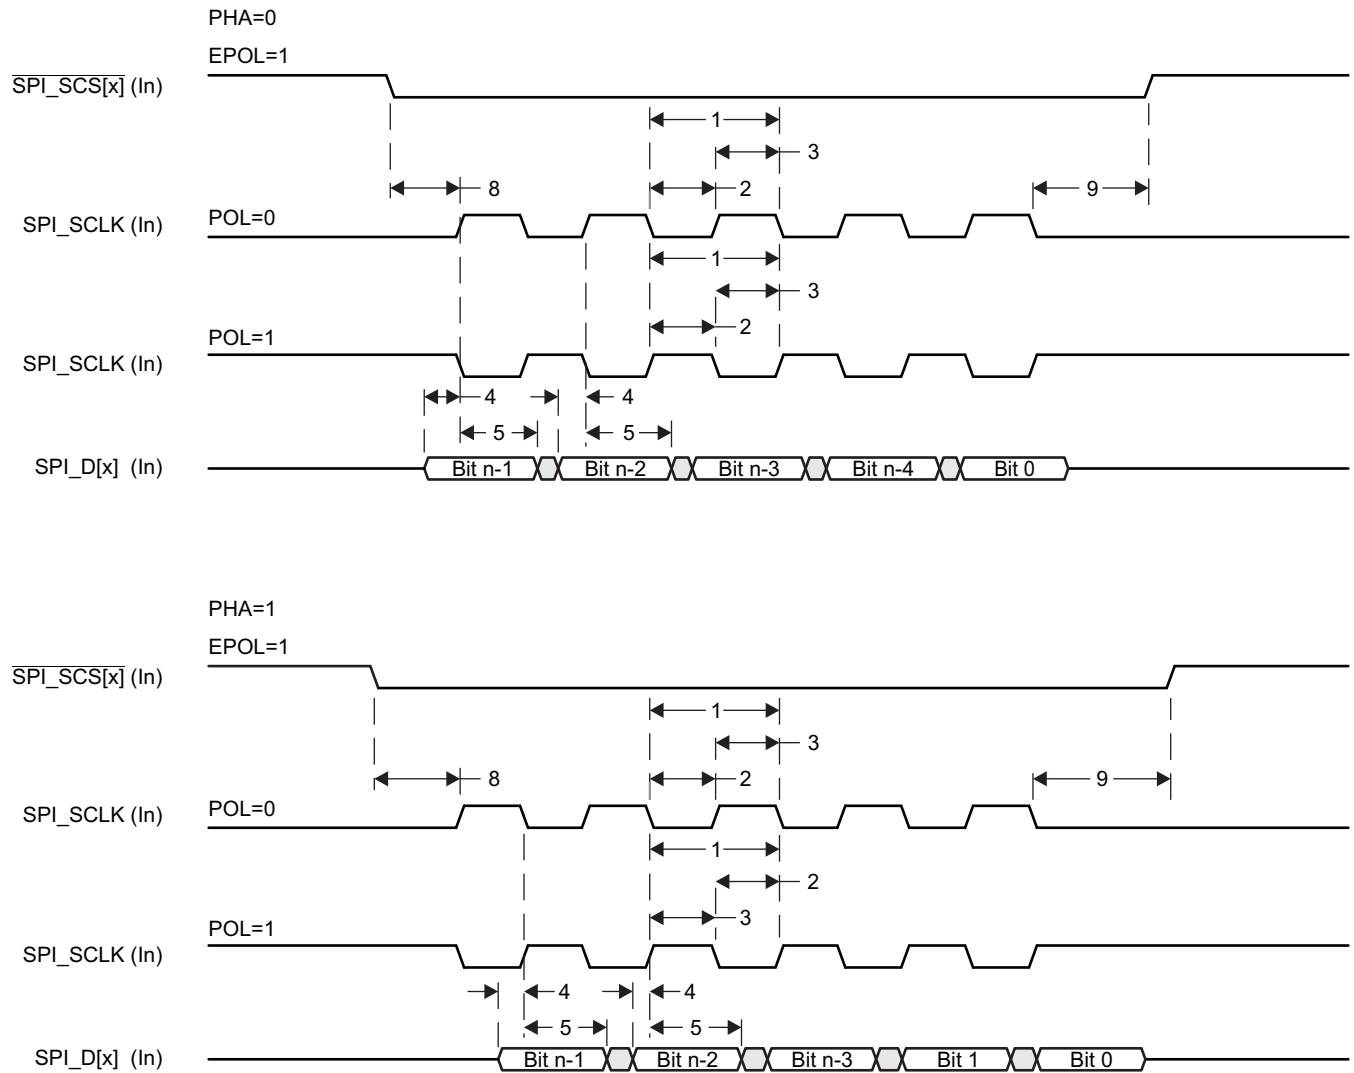 PHA=0
EPOL=1
SPI_SCS[x] (In)
1
3
8
2
9
SPI_SCLK (In)
POL=0
1
3
2
POL=1
SPI_SCLK (In)
4
4
5
5
SPI_D[x] (In)
Bit n-1
Bit n-2
Bit n-3
Bit n-4
Bit 0
PHA=1
EPOL=1
SPI_SCS[x] (In)
1
3
8
2
9
SPI_SCLK (In)
POL=0
1
2
3
POL=1
SPI_SCLK (In)
4
4
5
5
SPI_D[x] (In)
Bit n-1
Bit n-2
Bit n-3
Bit 1
Bit 0